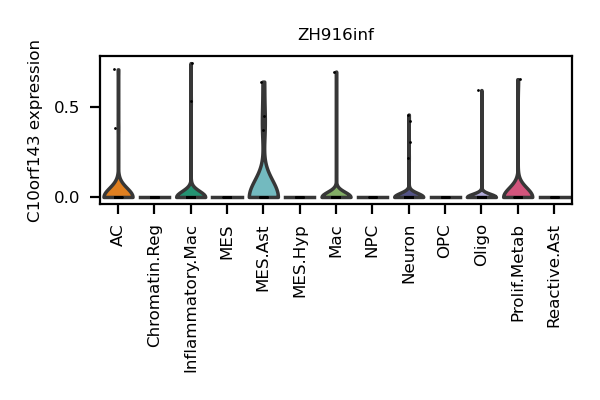 ZH916inf
C10orf143 expression
0.5
0.0
AC
Chromatin.Reg
Inflammatory.Mac
MES
MES.Ast
MES.Hyp
Mac
NPC
Neuron
OPC
Oligo
Prolif.Metab
Reactive.Ast